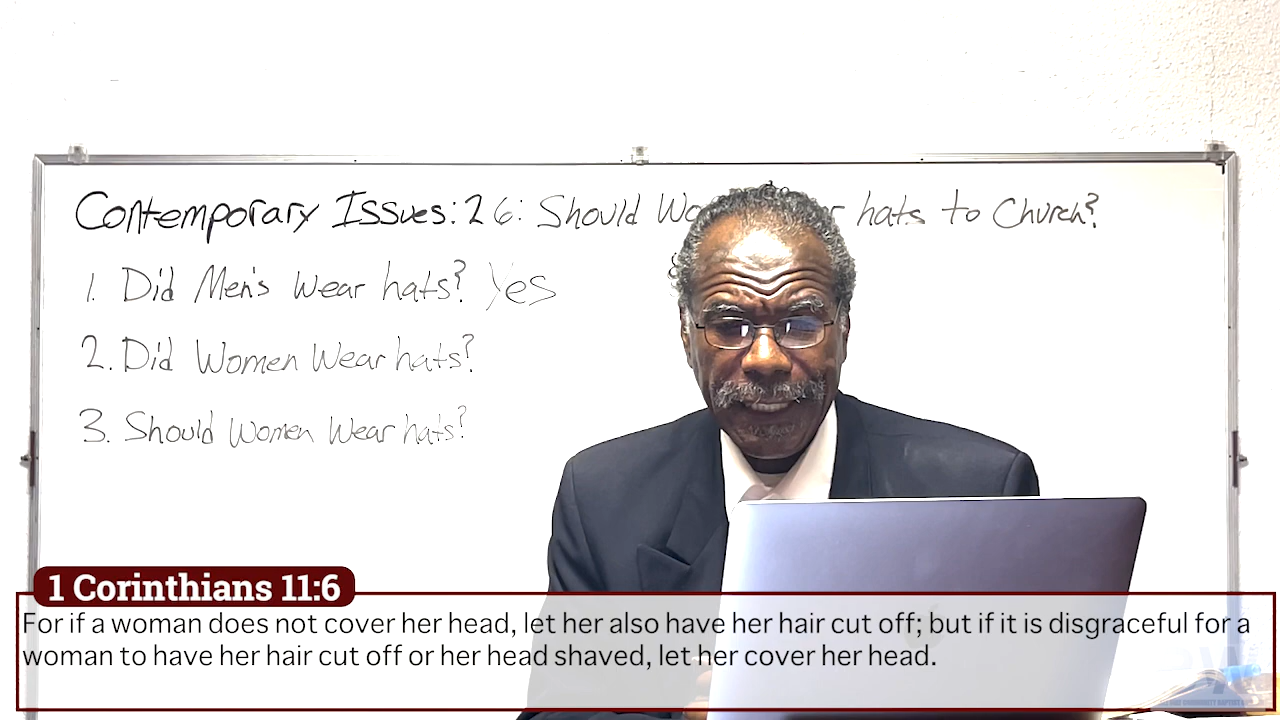 Contemporary Issues: 26: Should hats to Church?
1. Did Men's Wear hats? Yes
2. Did Women Wear hats?
3. Should Women Wear hats?
1 Corinthians 11:6
For if a woman does not cover her head, let her also have her hair cut off; but if it is disgraceful for a
woman to have her hair cut off or her head shaved, let her cover her head.